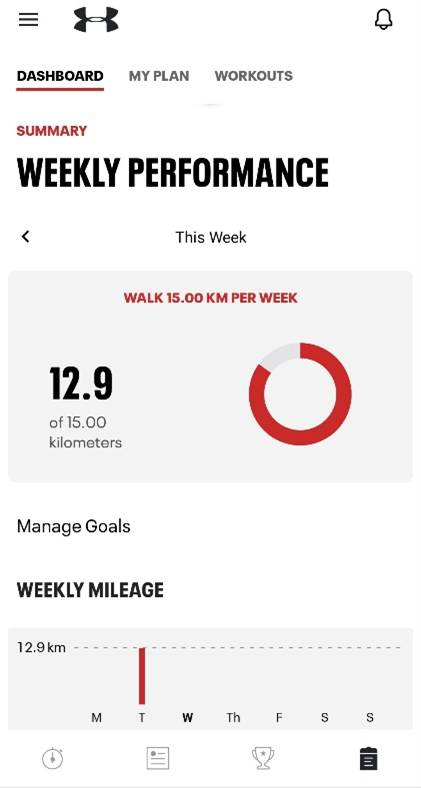 DASHBOARD MY PLAN WORKOUTS
SUMMARY
WEEKLY PERFORMANCE
This Week
WALK 15.00 KM PER WEEK
12.9
of 15.00
kilometers
Manage Goals
WEEKLY MILEAGE
12.9 km
M T W Th F S S